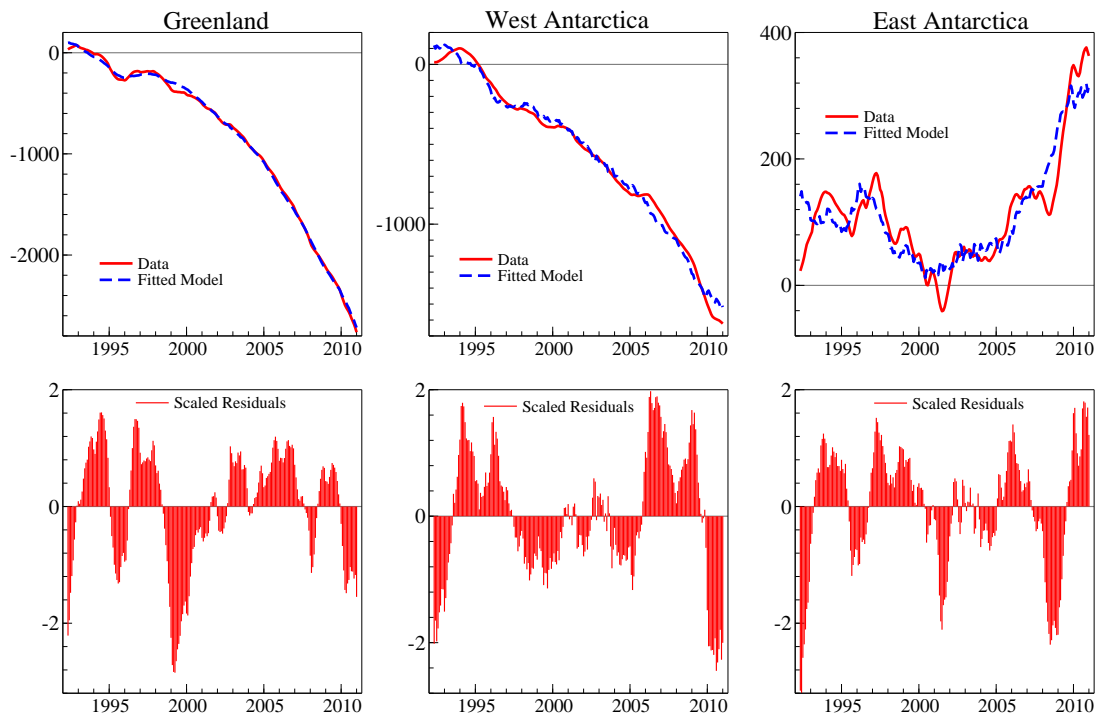 Greenland
West Antarctica
East Antarctica
0
-1000
-2000
Data
Fitted Model
1995 2000 2005 2010
0
-1000
Data
Fitted Model
1995 2000 2005 2010
400
200
0
Data
Fitted Model
1995 2000 2005 2010
2
0
-2
Scaled Residuals
1995 2000 2005 2010
2
0
-2
Scaled Residuals
1995 2000 2005 2010
2
0
-2
Scaled Residuals
1995 2000 2005 2010